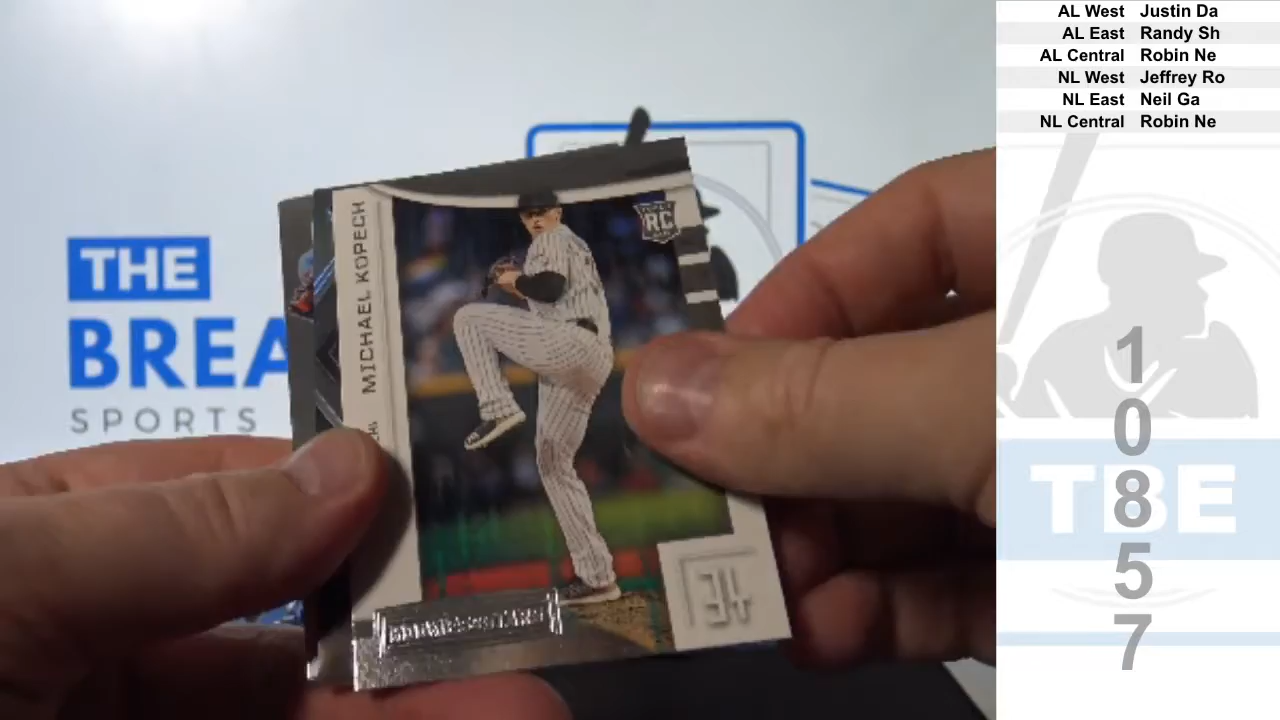 AL West Justin Da
AL East Randy Sh
AL Central Robin Ne
NL West Jeffrey Ro
NL East Neil Ga
NL Central Robin Ne
THE
BREA
SPORTS
MICHAEL KOPECH
RC
34
TBE
10857